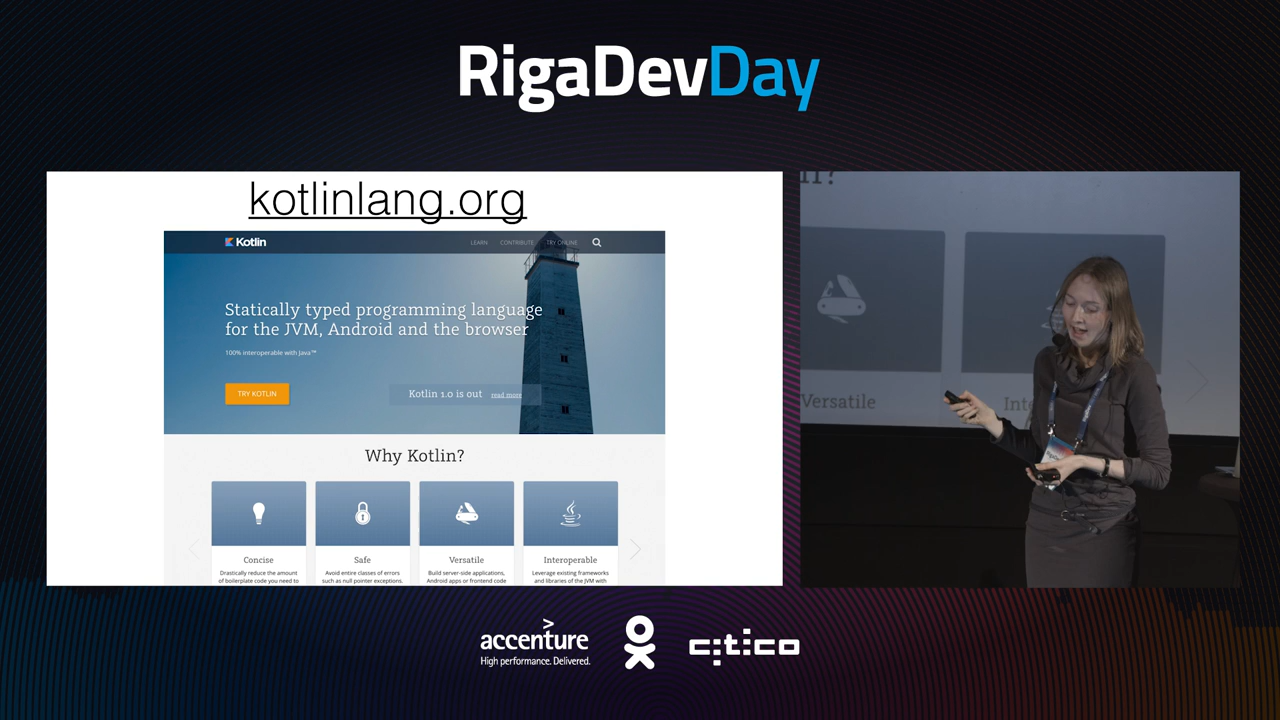 RigaDevDay
kotlinlang.org
Kotlin
LEARN CONTRIBUTE TRY ONLINE
Statically typed programming language
for the JVM, Android and the browser
100% interoperable with Java™
TRY KOTLIN
Kotlin 1.0 is out read more
Why Kotlin?
Concise
Drastically reduce the amount
of boilerplate code you need to
Safe
Avoid entire classes of errors
such as null pointer exceptions.
Versatile
Build server-side applications,
Android apps or frontend code
Interoperable
Leverage existing frameworks
and libraries of the JVM with
Versatile
accenture
High performance. Delivered.
citico